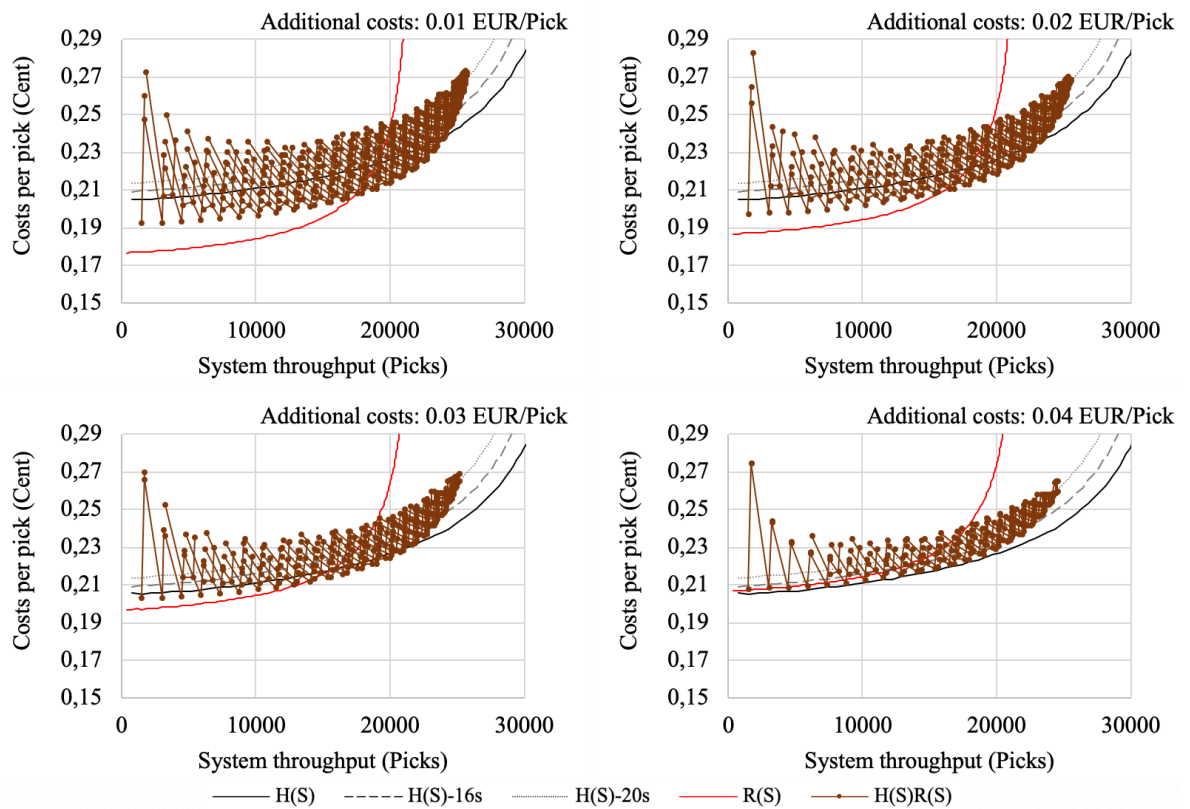 Additional costs: 0.01 EUR/Pick
Costs per pick (Cent)
0,29
0,27
0,25
0,23
0,21
0,19
0,17
0,15
0 10000 20000 30000
System throughput (Picks)
Additional costs: 0.02 EUR/Pick
Costs per pick (Cent)
0,29
0,27
0,25
0,23
0,21
0,19
0,17
0,15
0 10000 20000 30000
System throughput (Picks)
Additional costs: 0.03 EUR/Pick
Costs per pick (Cent)
0,29
0,27
0,25
0,23
0,21
0,19
0,17
0,15
0 10000 20000 30000
System throughput (Picks)
Additional costs: 0.04 EUR/Pick
Costs per pick (Cent)
0,29
0,27
0,25
0,23
0,21
0,19
0,17
0,15
0 10000 20000 30000
System throughput (Picks)
H(S) H(S)-16s H(S)-20s R(S) H(S)R(S)